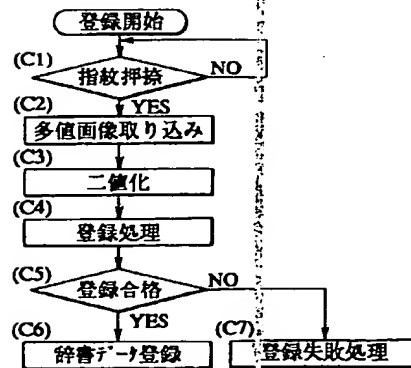 登録開始
(C1)
指紋押捺
NO
(C2)
YES
多値画像取り込み
(C3)
二値化
(C4)
登録処理
(C5)
登録合格
NO
YES
(C6)
辞書データ登録
(C7)
登録失敗処理